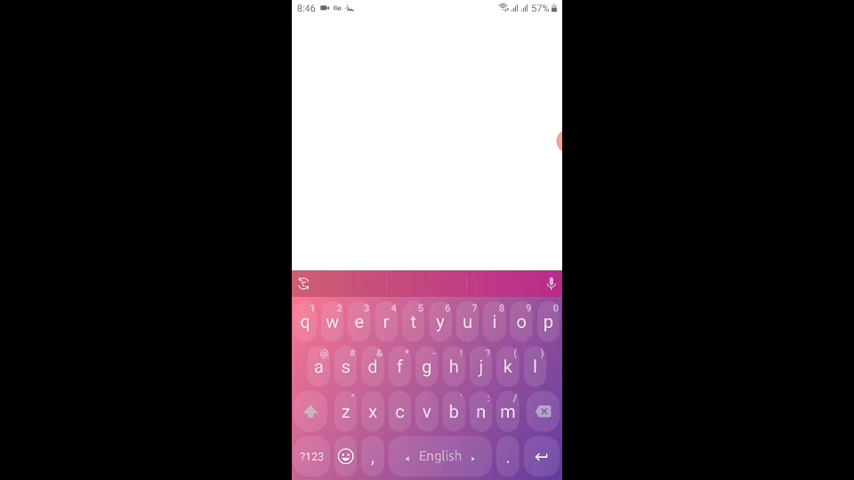 8:46 57%
1 2 3 4 5 6 7 8 9 0
q w e r t y u i o p
@ # & * - ! ? ( )
a s d f g h j k l
" ' : /
z x c v b n m
?123 , English .